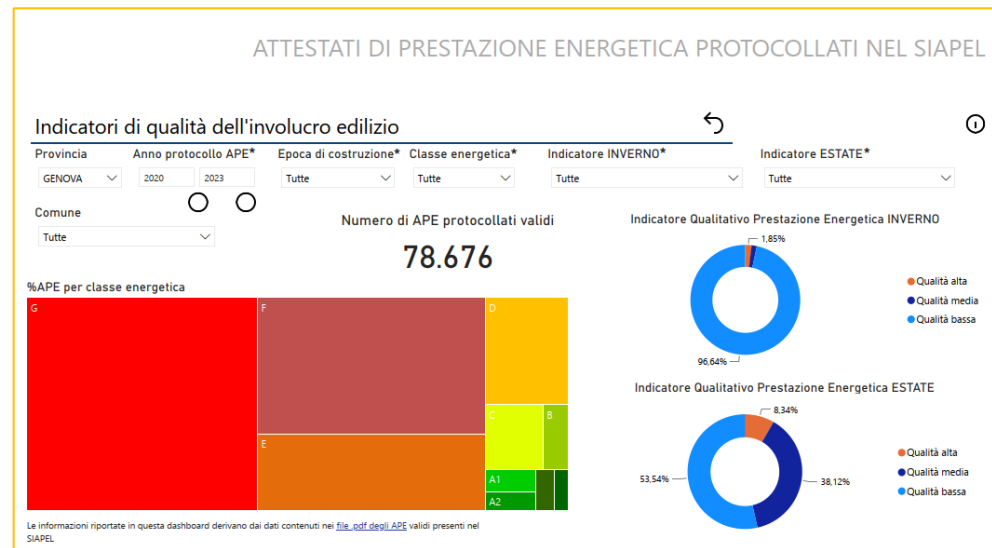 ATTESTATI DI PRESTAZIONE ENERGETICA PROTOCOLLATI NEL SIAPEL
Indicatori di qualità dell'involucro edilizio
Provincia Anno protocollo APE* Epoca di costruzione* Classe energetica* Indicatore INVERNO* Indicatore ESTATE*
GENOVA 2020 2023 Tutte Tutte Tutte Tutte
Comune
Tutte
Numero di APE protocollati validi
78.676
%APE per classe energetica
G
F
E
D
C
B
A1
A2
Le informazioni riportate in questa dashboard derivano dai dati contenuti nei file .pdf degli APE validi presenti nel
SIAPEL
Indicatore Qualitativo Prestazione Energetica INVERNO
1,85%
96,64%
Qualità alta
Qualità media
Qualità bassa
Indicatore Qualitativo Prestazione Energetica ESTATE
8,34%
53,54%
38,12%
Qualità alta
Qualità media
Qualità bassa